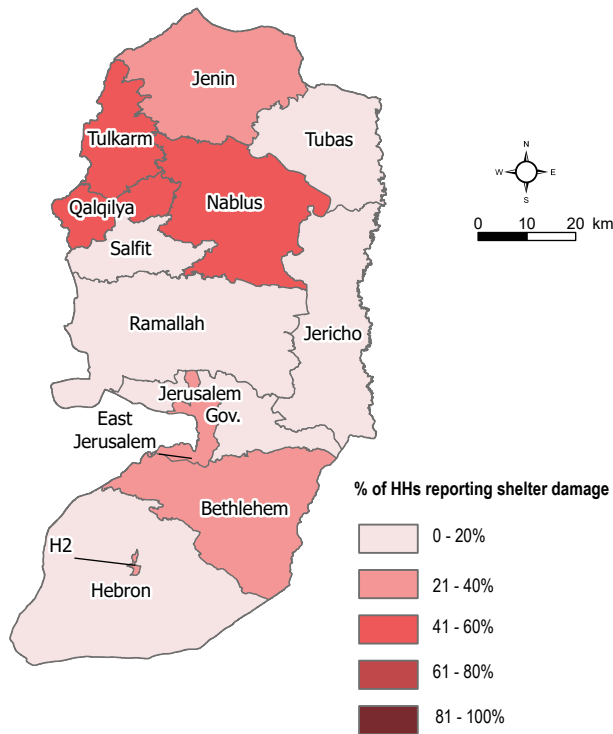 Jenin
Tulkarm
Tubas
Qalqilya
Nablus
Salfit
Ramallah
Jericho
Jerusalem
Gov.
East
Jerusalem
Bethlehem
H2
Hebron
N
W E
S
0 10 20 km
% of HHs reporting shelter damage
0 - 20%
21 - 40%
41 - 60%
61 - 80%
81 - 100%